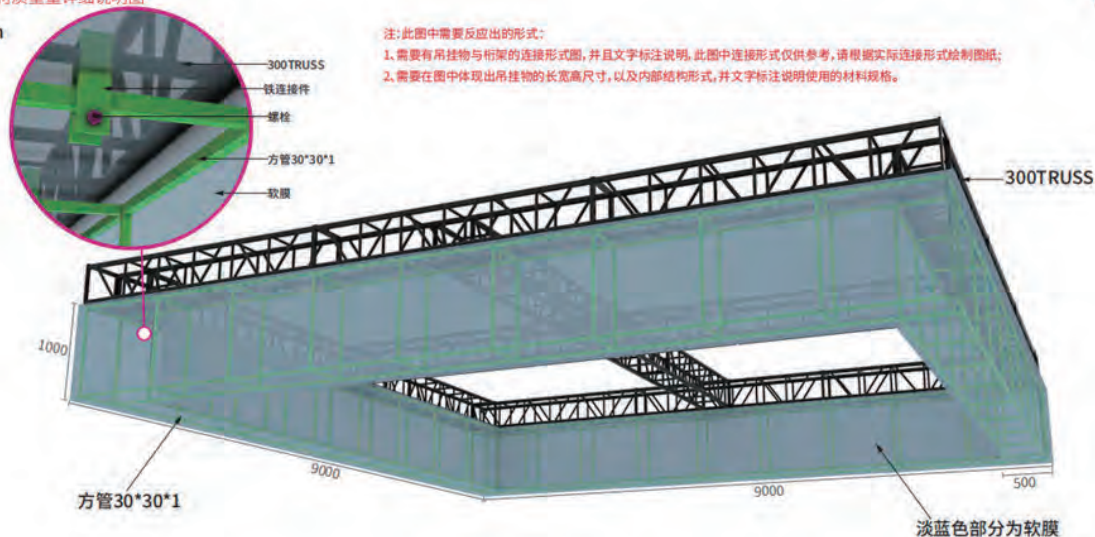 注:此图中需要反应出的形式:
1、需要有吊挂物与桁架的连接形式图,并且文字标注说明,此图中连接形式仅供参考,请根据实际连接形式绘制图纸;
2、需要在图中体现出吊挂物的长宽高尺寸,以及内部结构形式,并文字标注说明使用的材料规格。
300TRUSS
铁连接件
螺栓
方管30*30*1
软膜
300TRUSS
1000
9000
9000
500
方管30*30*1
淡蓝色部分为软膜